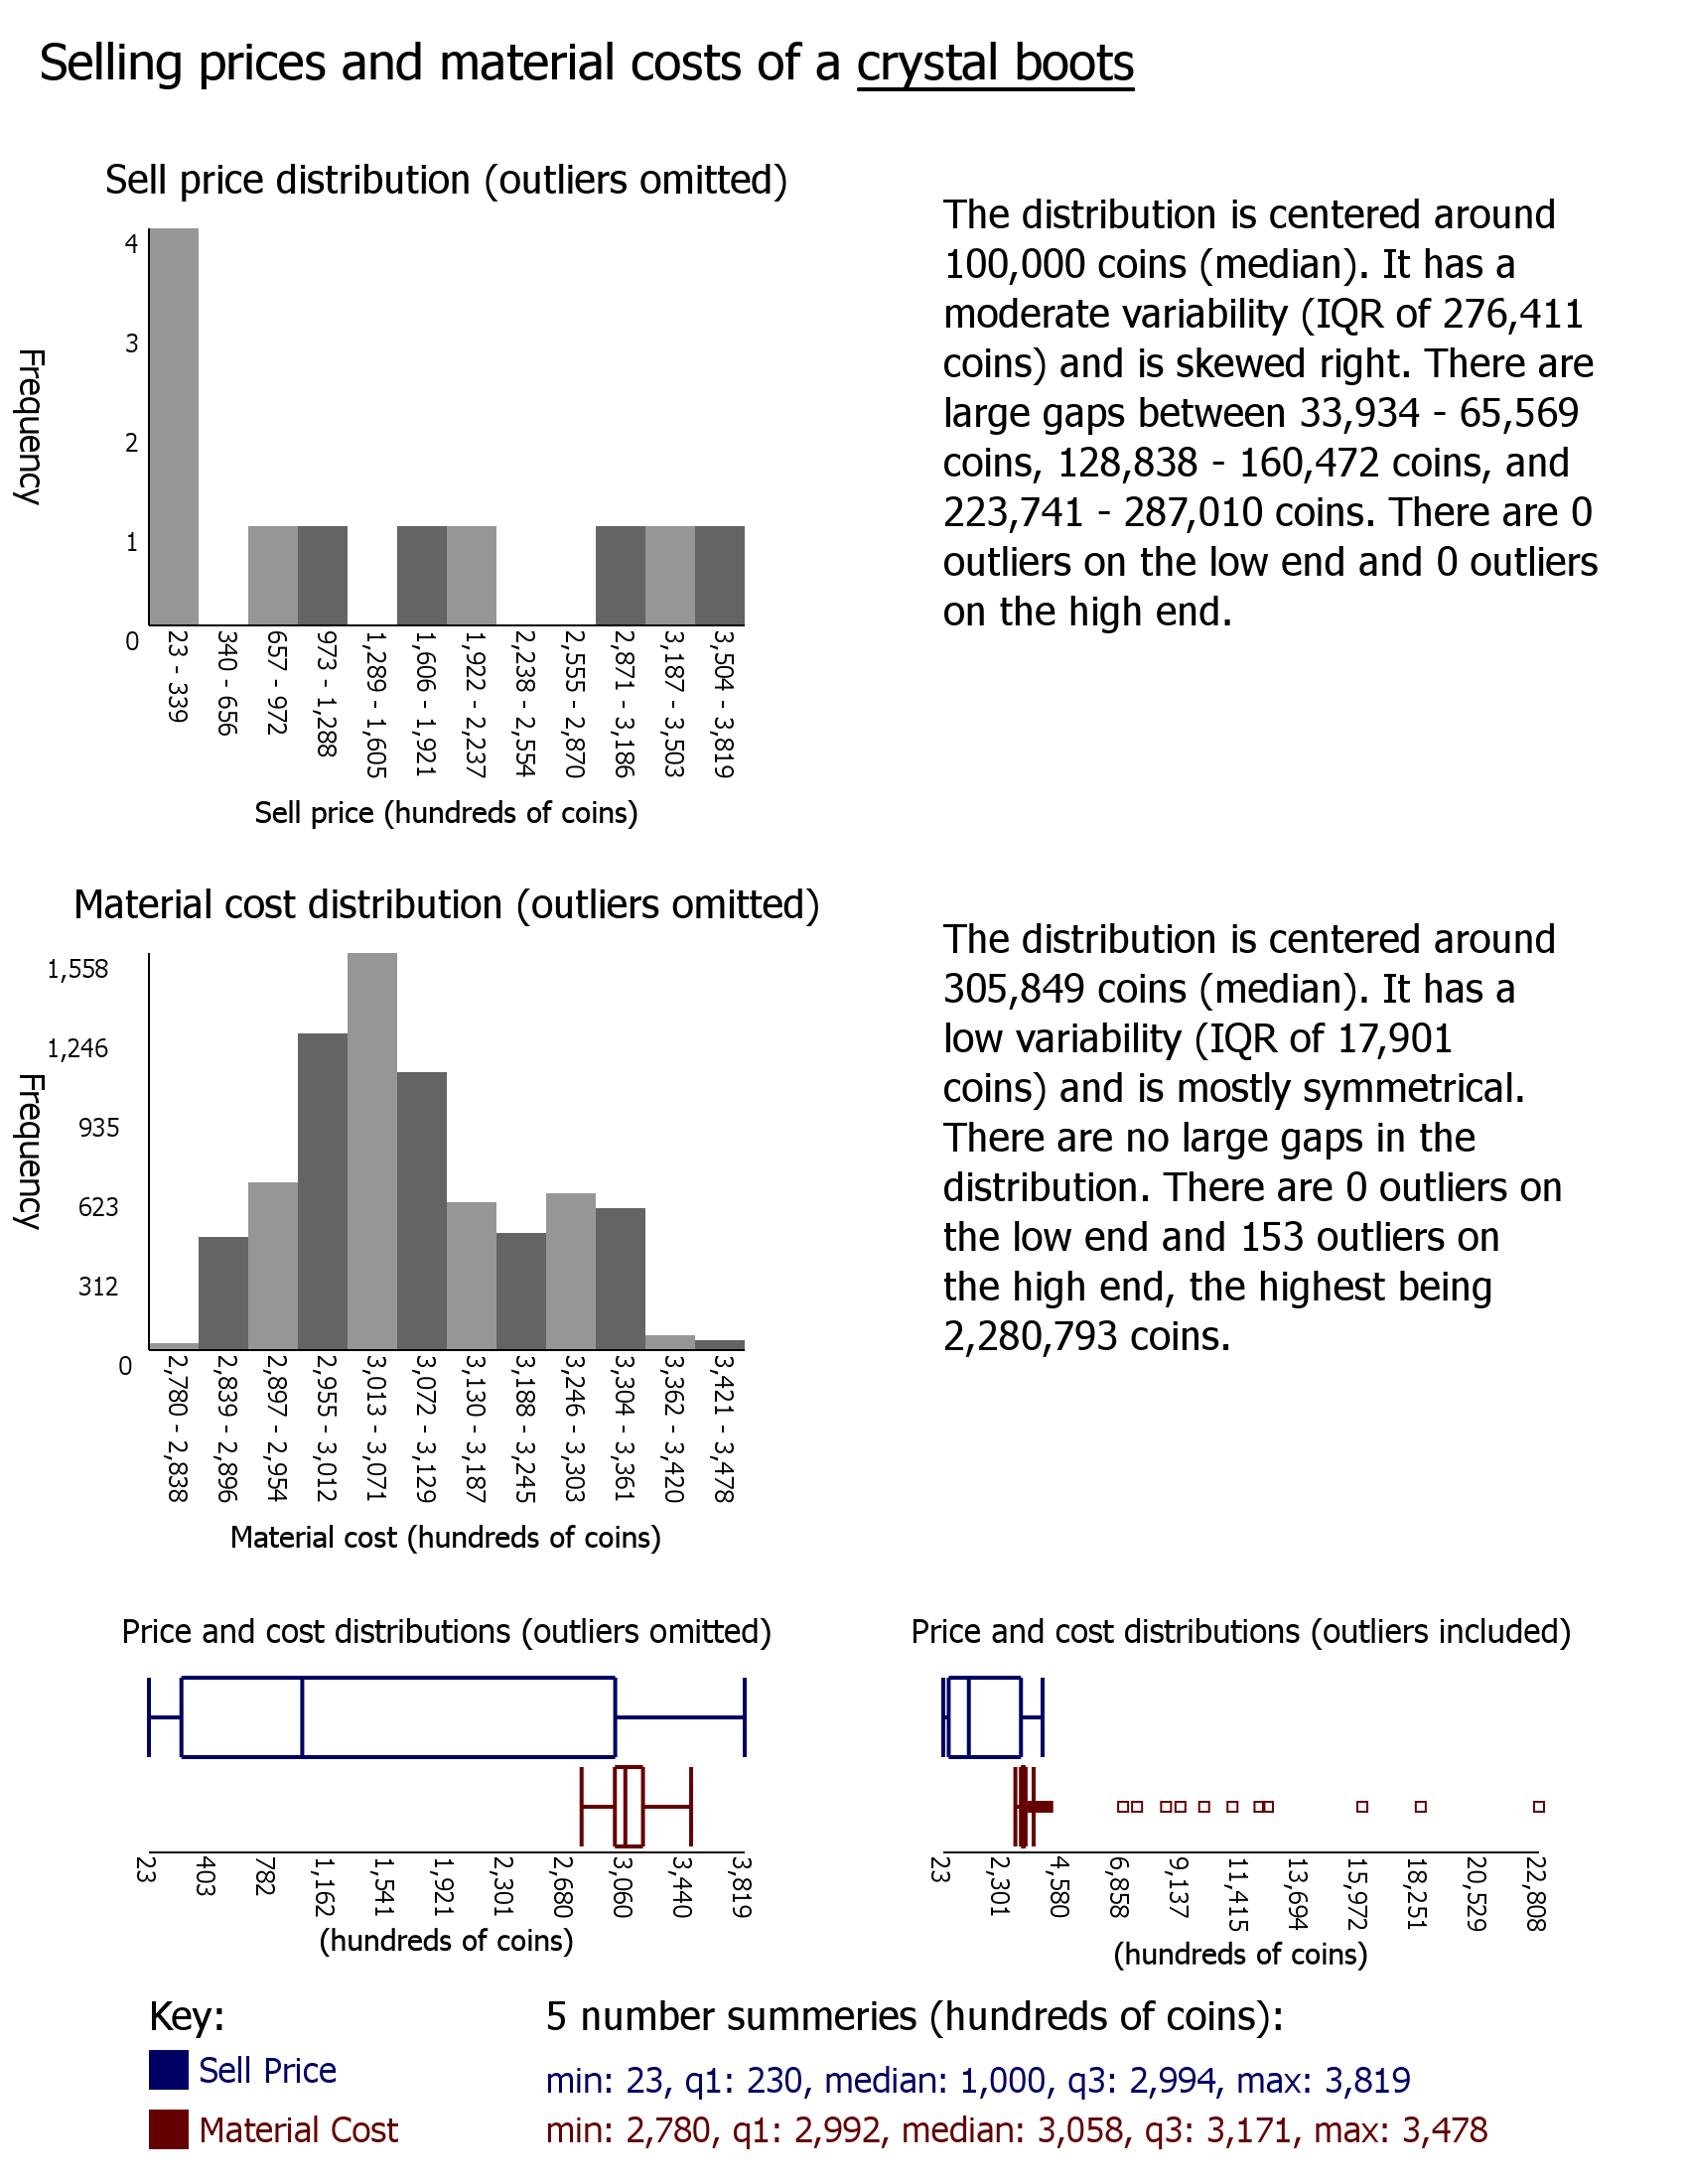 Selling prices and material costs of a crystal boots
Sell price distribution (outliers omitted)
4
3
2
1
0
Frequency
23 - 339
340 - 656
657 - 972
973 - 1,288
1,289 - 1,605
1,606 - 1,921
1,922 - 2,237
2,238 - 2,554
2,555 - 2,870
2,871 - 3,186
3,187 - 3,503
3,504 - 3,819
Sell price (hundreds of coins)
The distribution is centered around
100,000 coins (median). It has a
moderate variability (IQR of 276,411
coins) and is skewed right. There are
large gaps between 33,934 - 65,569
coins, 128,838 - 160,472 coins, and
223,741 - 287,010 coins. There are 0
outliers on the low end and 0 outliers
on the high end.
Material cost distribution (outliers omitted)
1,558
1,246
935
623
312
0
Frequency
2,780 - 2,838
2,839 - 2,896
2,897 - 2,954
2,955 - 3,012
3,013 - 3,071
3,072 - 3,129
3,130 - 3,187
3,188 - 3,245
3,246 - 3,303
3,304 - 3,361
3,362 - 3,420
3,421 - 3,478
Material cost (hundreds of coins)
The distribution is centered around
305,849 coins (median). It has a
low variability (IQR of 17,901
coins) and is mostly symmetrical.
There are no large gaps in the
distribution. There are 0 outliers on
the low end and 153 outliers on
the high end, the highest being
2,280,793 coins.
Price and cost distributions (outliers omitted)
23
403
782
1,162
1,541
1,921
2,301
2,680
3,060
3,440
3,819
(hundreds of coins)
Price and cost distributions (outliers included)
23
2,301
4,580
6,858
9,137
11,415
13,694
15,972
18,251
20,529
22,808
(hundreds of coins)
Key:
Sell Price
Material Cost
5 number summeries (hundreds of coins):
min: 23, q1: 230, median: 1,000, q3: 2,994, max: 3,819
min: 2,780, q1: 2,992, median: 3,058, q3: 3,171, max: 3,478